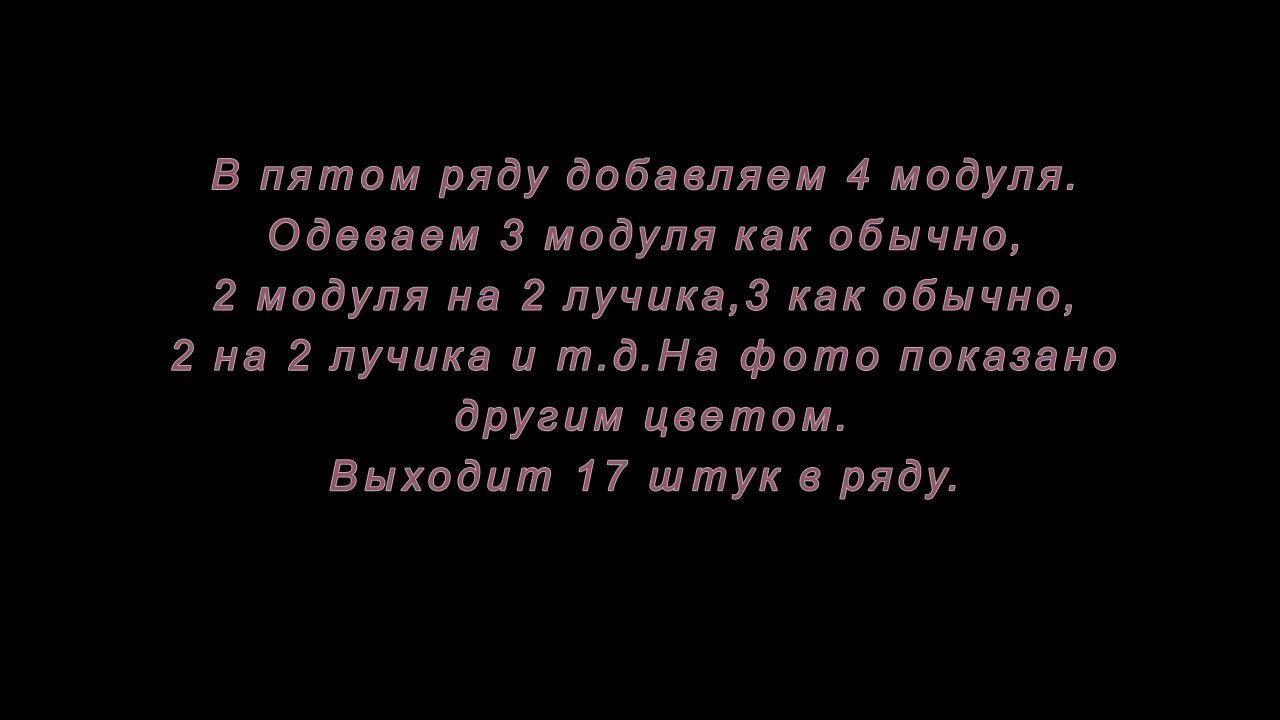 В пятом ряду добавляем 4 модуля.
Одеваем 3 модуля как обычно,
2 модуля на 2 лучика,3 как обычно,
2 на 2 лучика и т.д.На фото показано
другим цветом.
Выходит 17 штук в ряду.